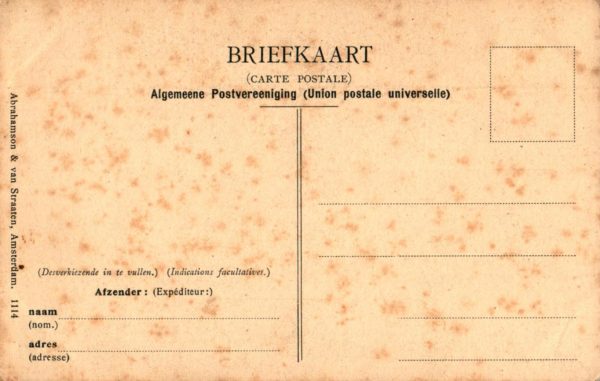 BRIEFKAART
(CARTE POSTALE)
Algemeene Postvereeniging (Union postale universelle)
Abrahamson & van Straaten, Amsterdam. 1114
(Desverkiezende in te vullen.) (Indications facultatives.)
Afzender: (Expéditeur:)
naam
(nom.)
adres
(adresse)